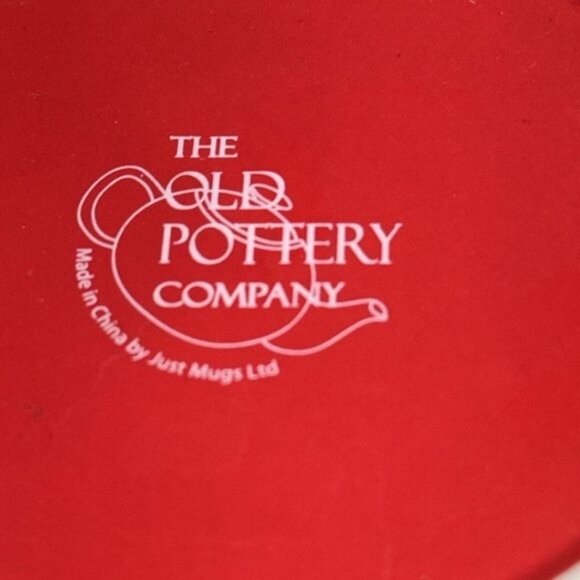 THE
OLD
POTTERY
COMPANY
Made in China by Just Mugs Ltd